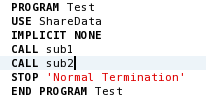 PROGRAM Test
USE ShareData
IMPLICIT NONE
CALL sub1
CALL sub2
STOP 'Normal Termination'
END PROGRAM Test